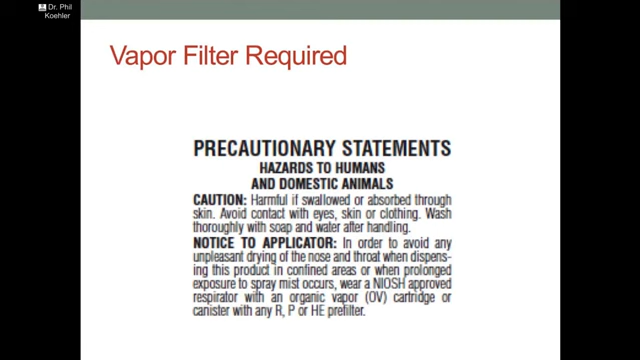 Dr. Phil
Koehler
Vapor Filter Required
PRECAUTIONARY STATEMENTS
HAZARDS TO HUMANS
AND DOMESTIC ANIMALS
CAUTION: Harmful if swallowed or absorbed through
skin. Avoid contact with eyes, skin or clothing. Wash
thoroughly with soap and water after handling.
NOTICE TO APPLICATOR: In order to avoid any
unpleasant drying of the nose and throat when dispens-
ing this product in confined areas or when prolonged
exposure to spray mist occurs, wear a NIOSH approved
respirator with an organic vapor (OV) cartridge or
canister with any R, P or HE prefilter.